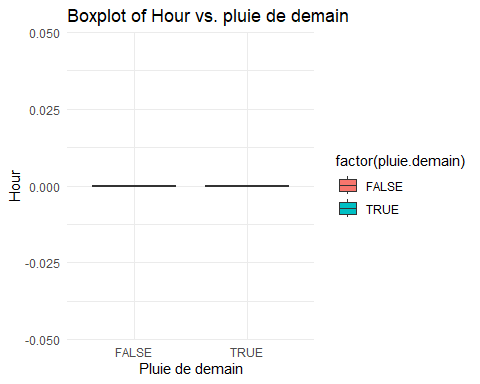 Boxplot of Hour vs. pluie de demain
0.050
0.025
0.000
-0.025
-0.050
Hour
FALSE TRUE
Pluie de demain
factor(pluie.demain)
FALSE
TRUE